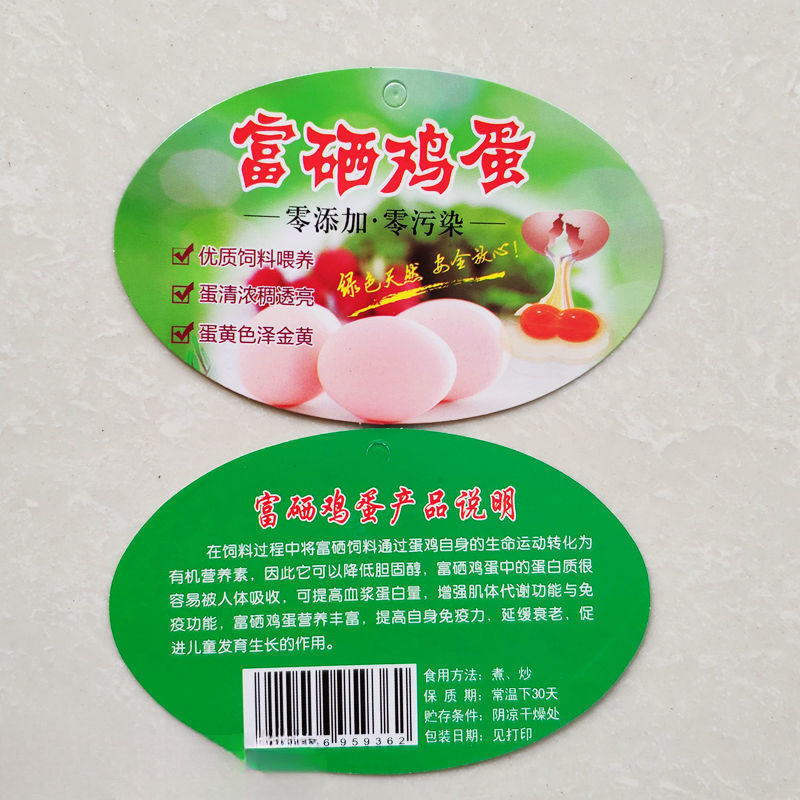 富硒鸡蛋
零添加·零污染
优质饲料喂养
蛋清浓稠透亮
蛋黄色泽金黄
绿色天然 安全放心！
富硒鸡蛋产品说明
在饲料过程中将富硒饲料通过蛋鸡自身的生命运动转化为
有机营养素，因此它可以降低胆固醇，富硒鸡蛋中的蛋白质很
容易被人体吸收，可提高血浆蛋白量，增强肌体代谢功能与免
疫功能，富硒鸡蛋营养丰富，提高自身免疫力，延缓衰老，促
进儿童发育生长的作用。
食用方法：煮、炒
保 质 期：常温下30天
贮存条件：阴凉干燥处
包装日期：见打印
6959362